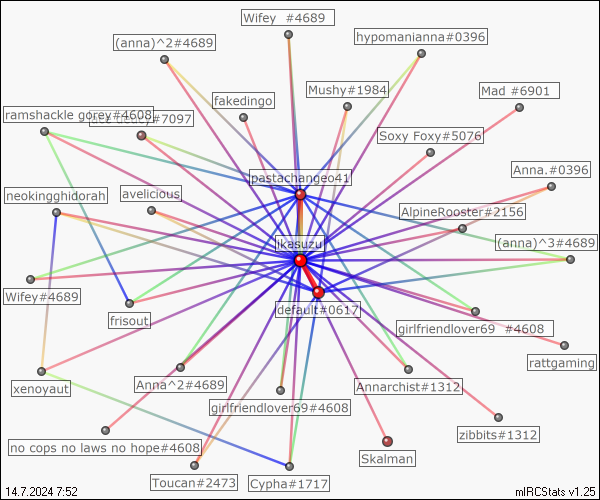 Wifey #4689
hypomanianna#0396
(anna)^2#4689
Mushy#1984
Mad #6901
fakedingo
ramshackle gorey#4608
#7097
Soxy Foxy#5076
pastachangeo41
Anna.#0396
neokingghidorah
avelicious
AlpineRooster#2156
likasuzu
(anna)^3#4689
Wifey#4689
default#0617
frisout
girlfriendlover69 #4608
rattgaming
xenoyaut
Anna^2#4689
Annarchist#1312
girlfriendlover69#4608
no cops no laws no hope#4608
zibbits#1312
Skalman
Toucan#2473
Cypha#1717
14.7.2024 7:52
mIRCStats v1.25